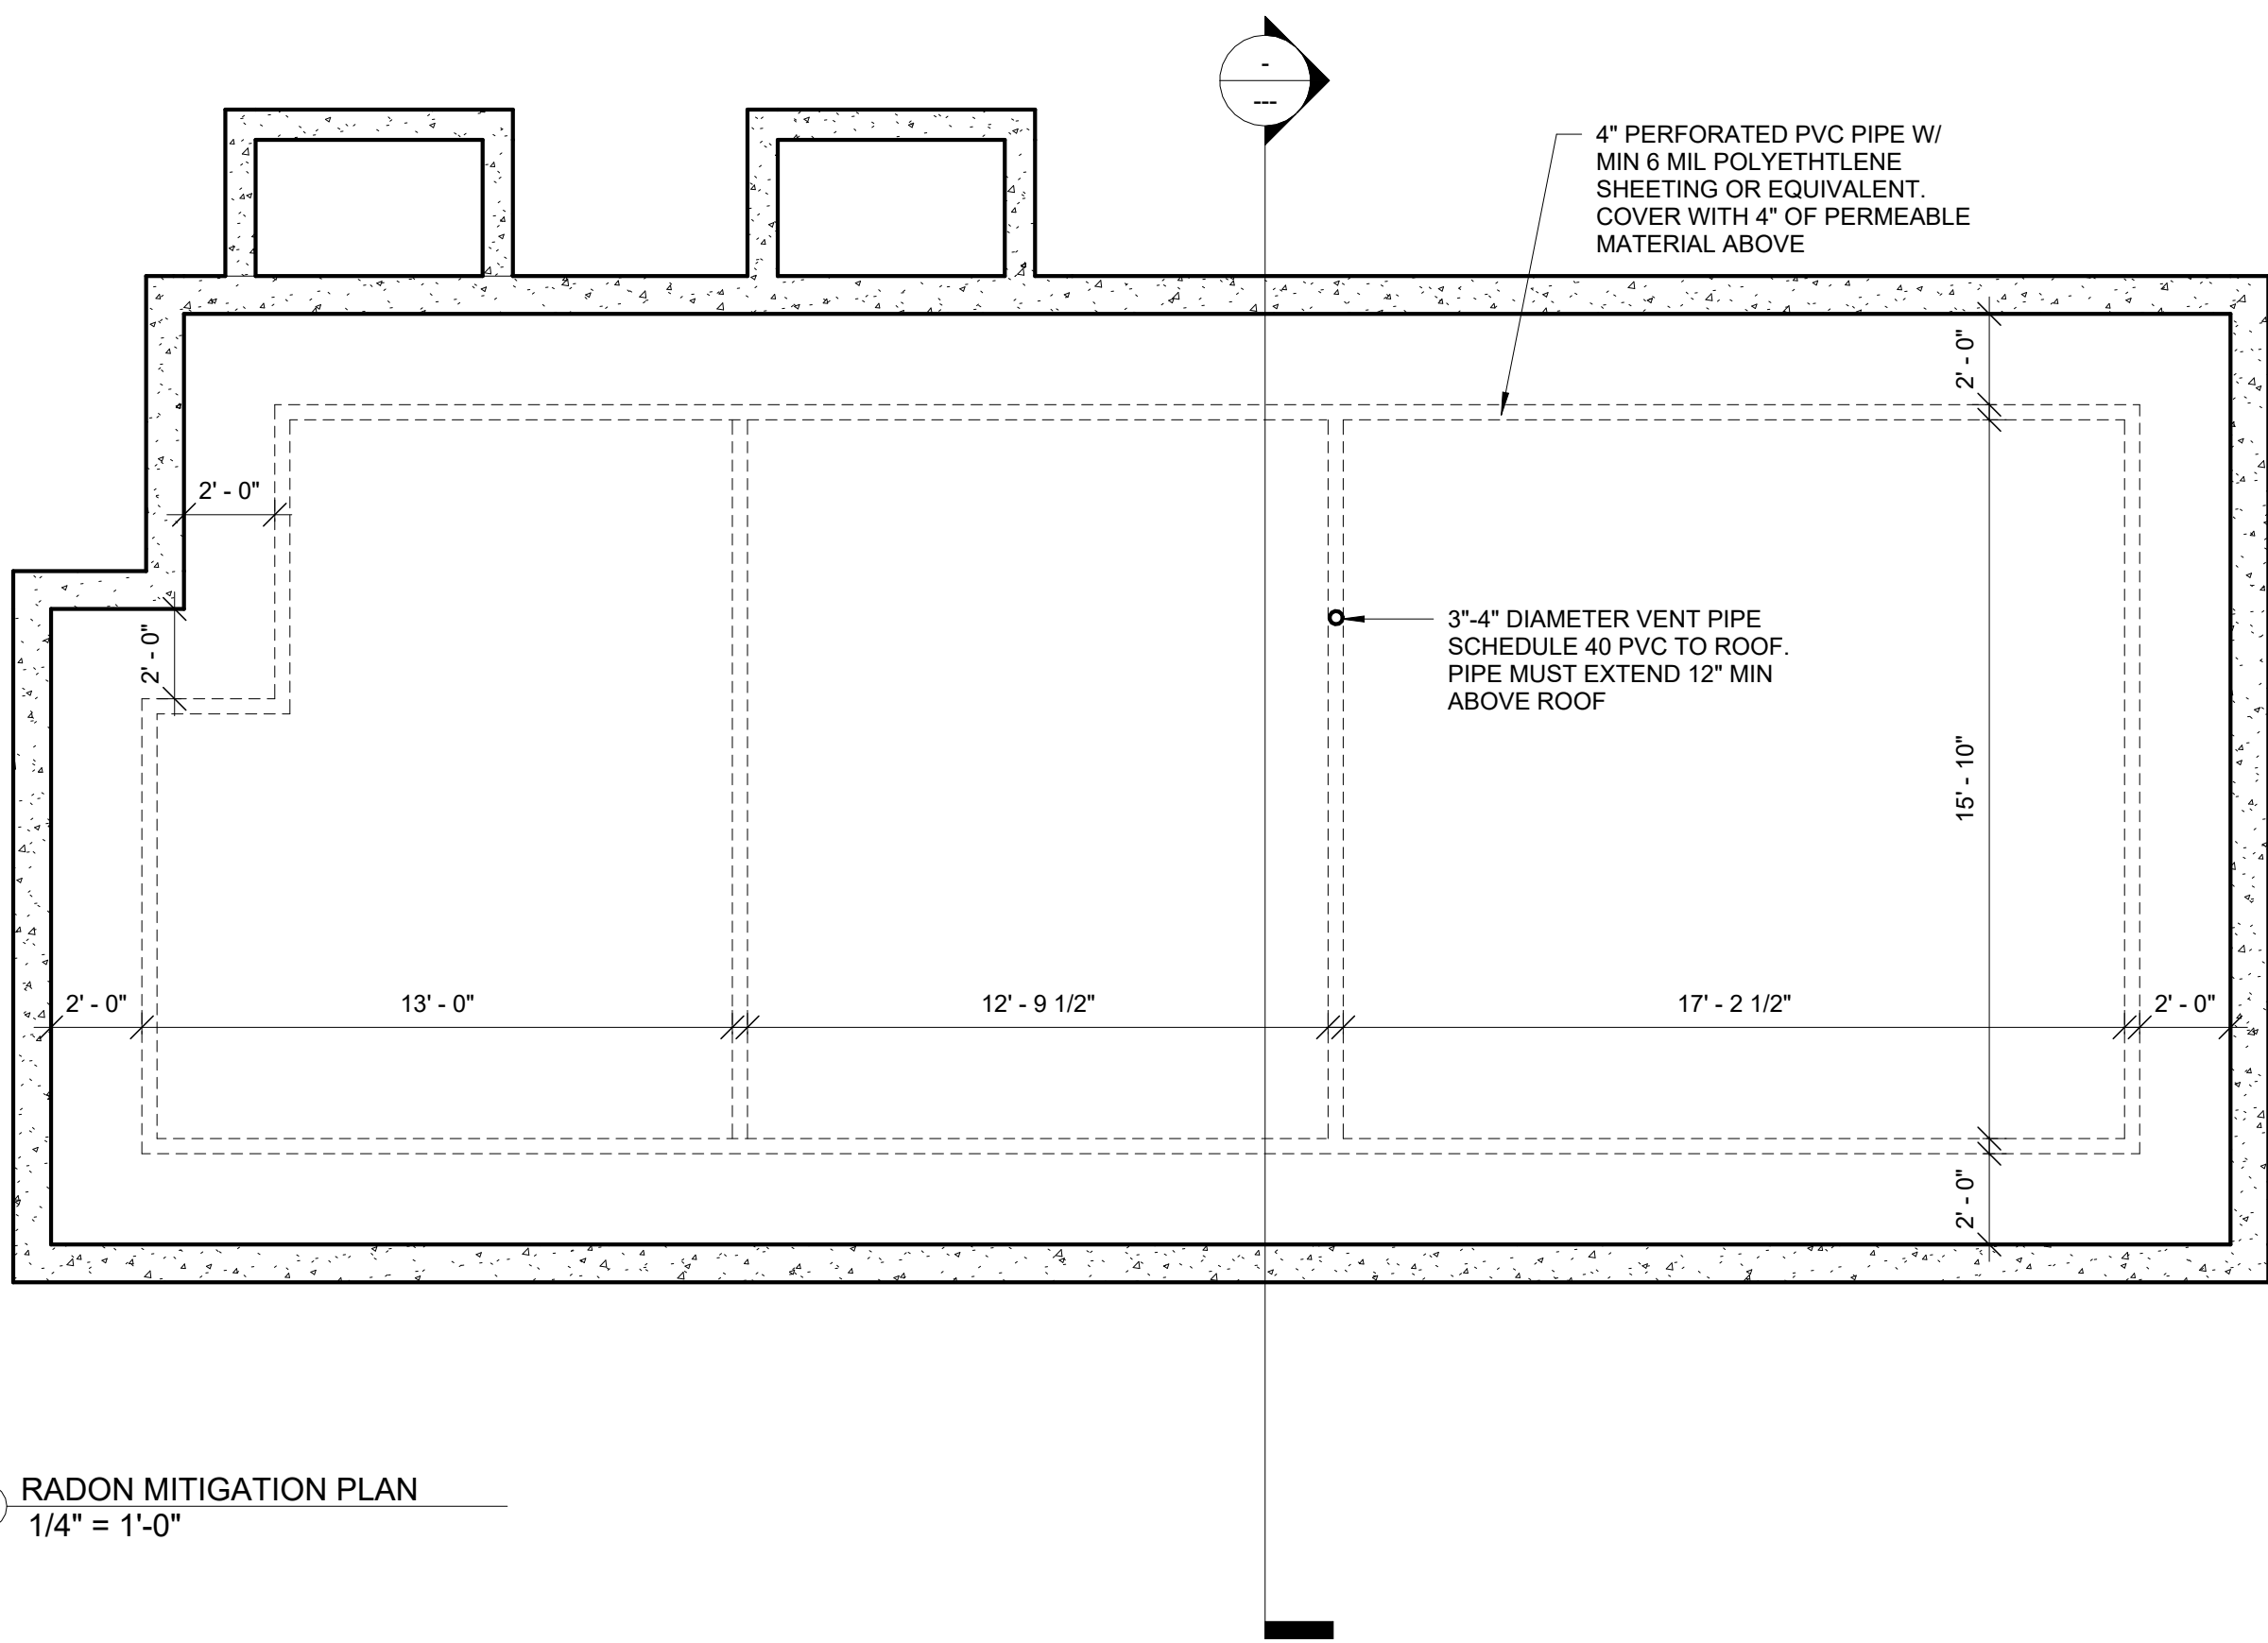 -
---
4" PERFORATED PVC PIPE W/
MIN 6 MIL POLYETHTLENE
SHEETING OR EQUIVALENT.
COVER WITH 4" OF PERMEABLE
MATERIAL ABOVE
2' - 0"
2' - 0"
2' - 0"
3"-4" DIAMETER VENT PIPE
SCHEDULE 40 PVC TO ROOF.
PIPE MUST EXTEND 12" MIN
ABOVE ROOF
15' - 10"
2' - 0"
13' - 0"
12' - 9 1/2"
17' - 2 1/2"
2' - 0"
2' - 0"
RADON MITIGATION PLAN
1/4" = 1'-0"